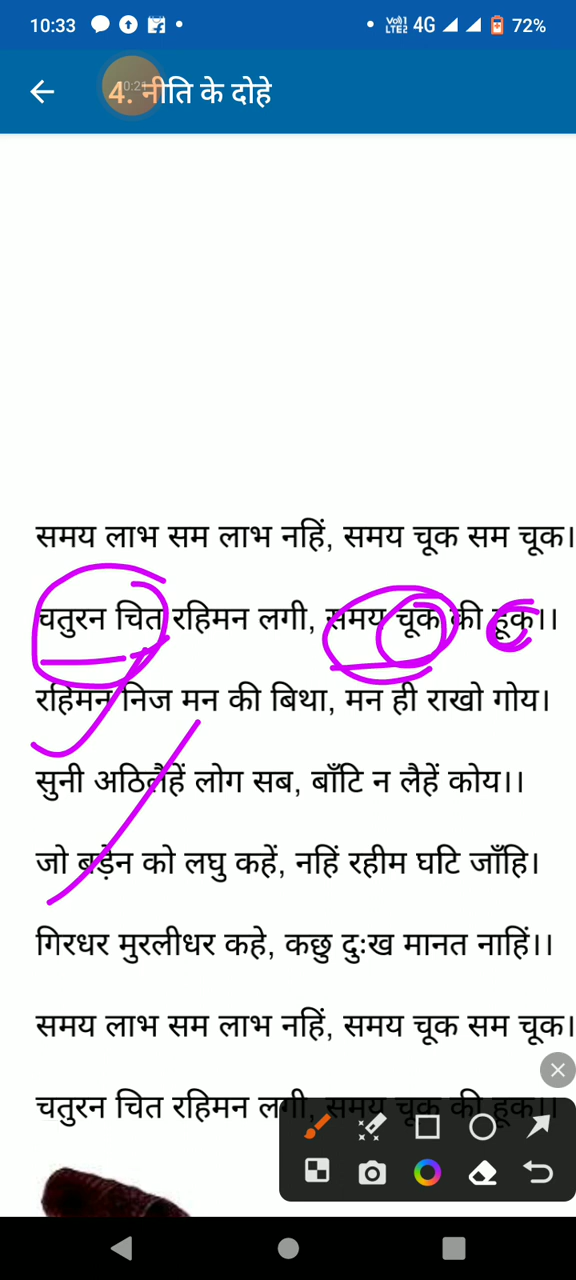 10:33 Vo)) LTE2 4G 72%
4. नीति के दोहे
समय लाभ सम लाभ नहिं, समय चूक सम चूक।
चतुरन चित रहिमन लगी, समय चूक की हूक।।
रहिमन निज मन की बिथा, मन ही राखो गोय।
सुनी अठिलैहें लोग सब, बाँटि न लैहें कोय।।
जो बड़ेन को लघु कहें, नहिं रहीम घटि जाँहि।
गिरधर मुरलीधर कहे, कछु दुःख मानत नाहिं।।
समय लाभ सम लाभ नहिं, समय चूक सम चूक।
चतुरन चित रहिमन लगी, समय चूक की हूक।।